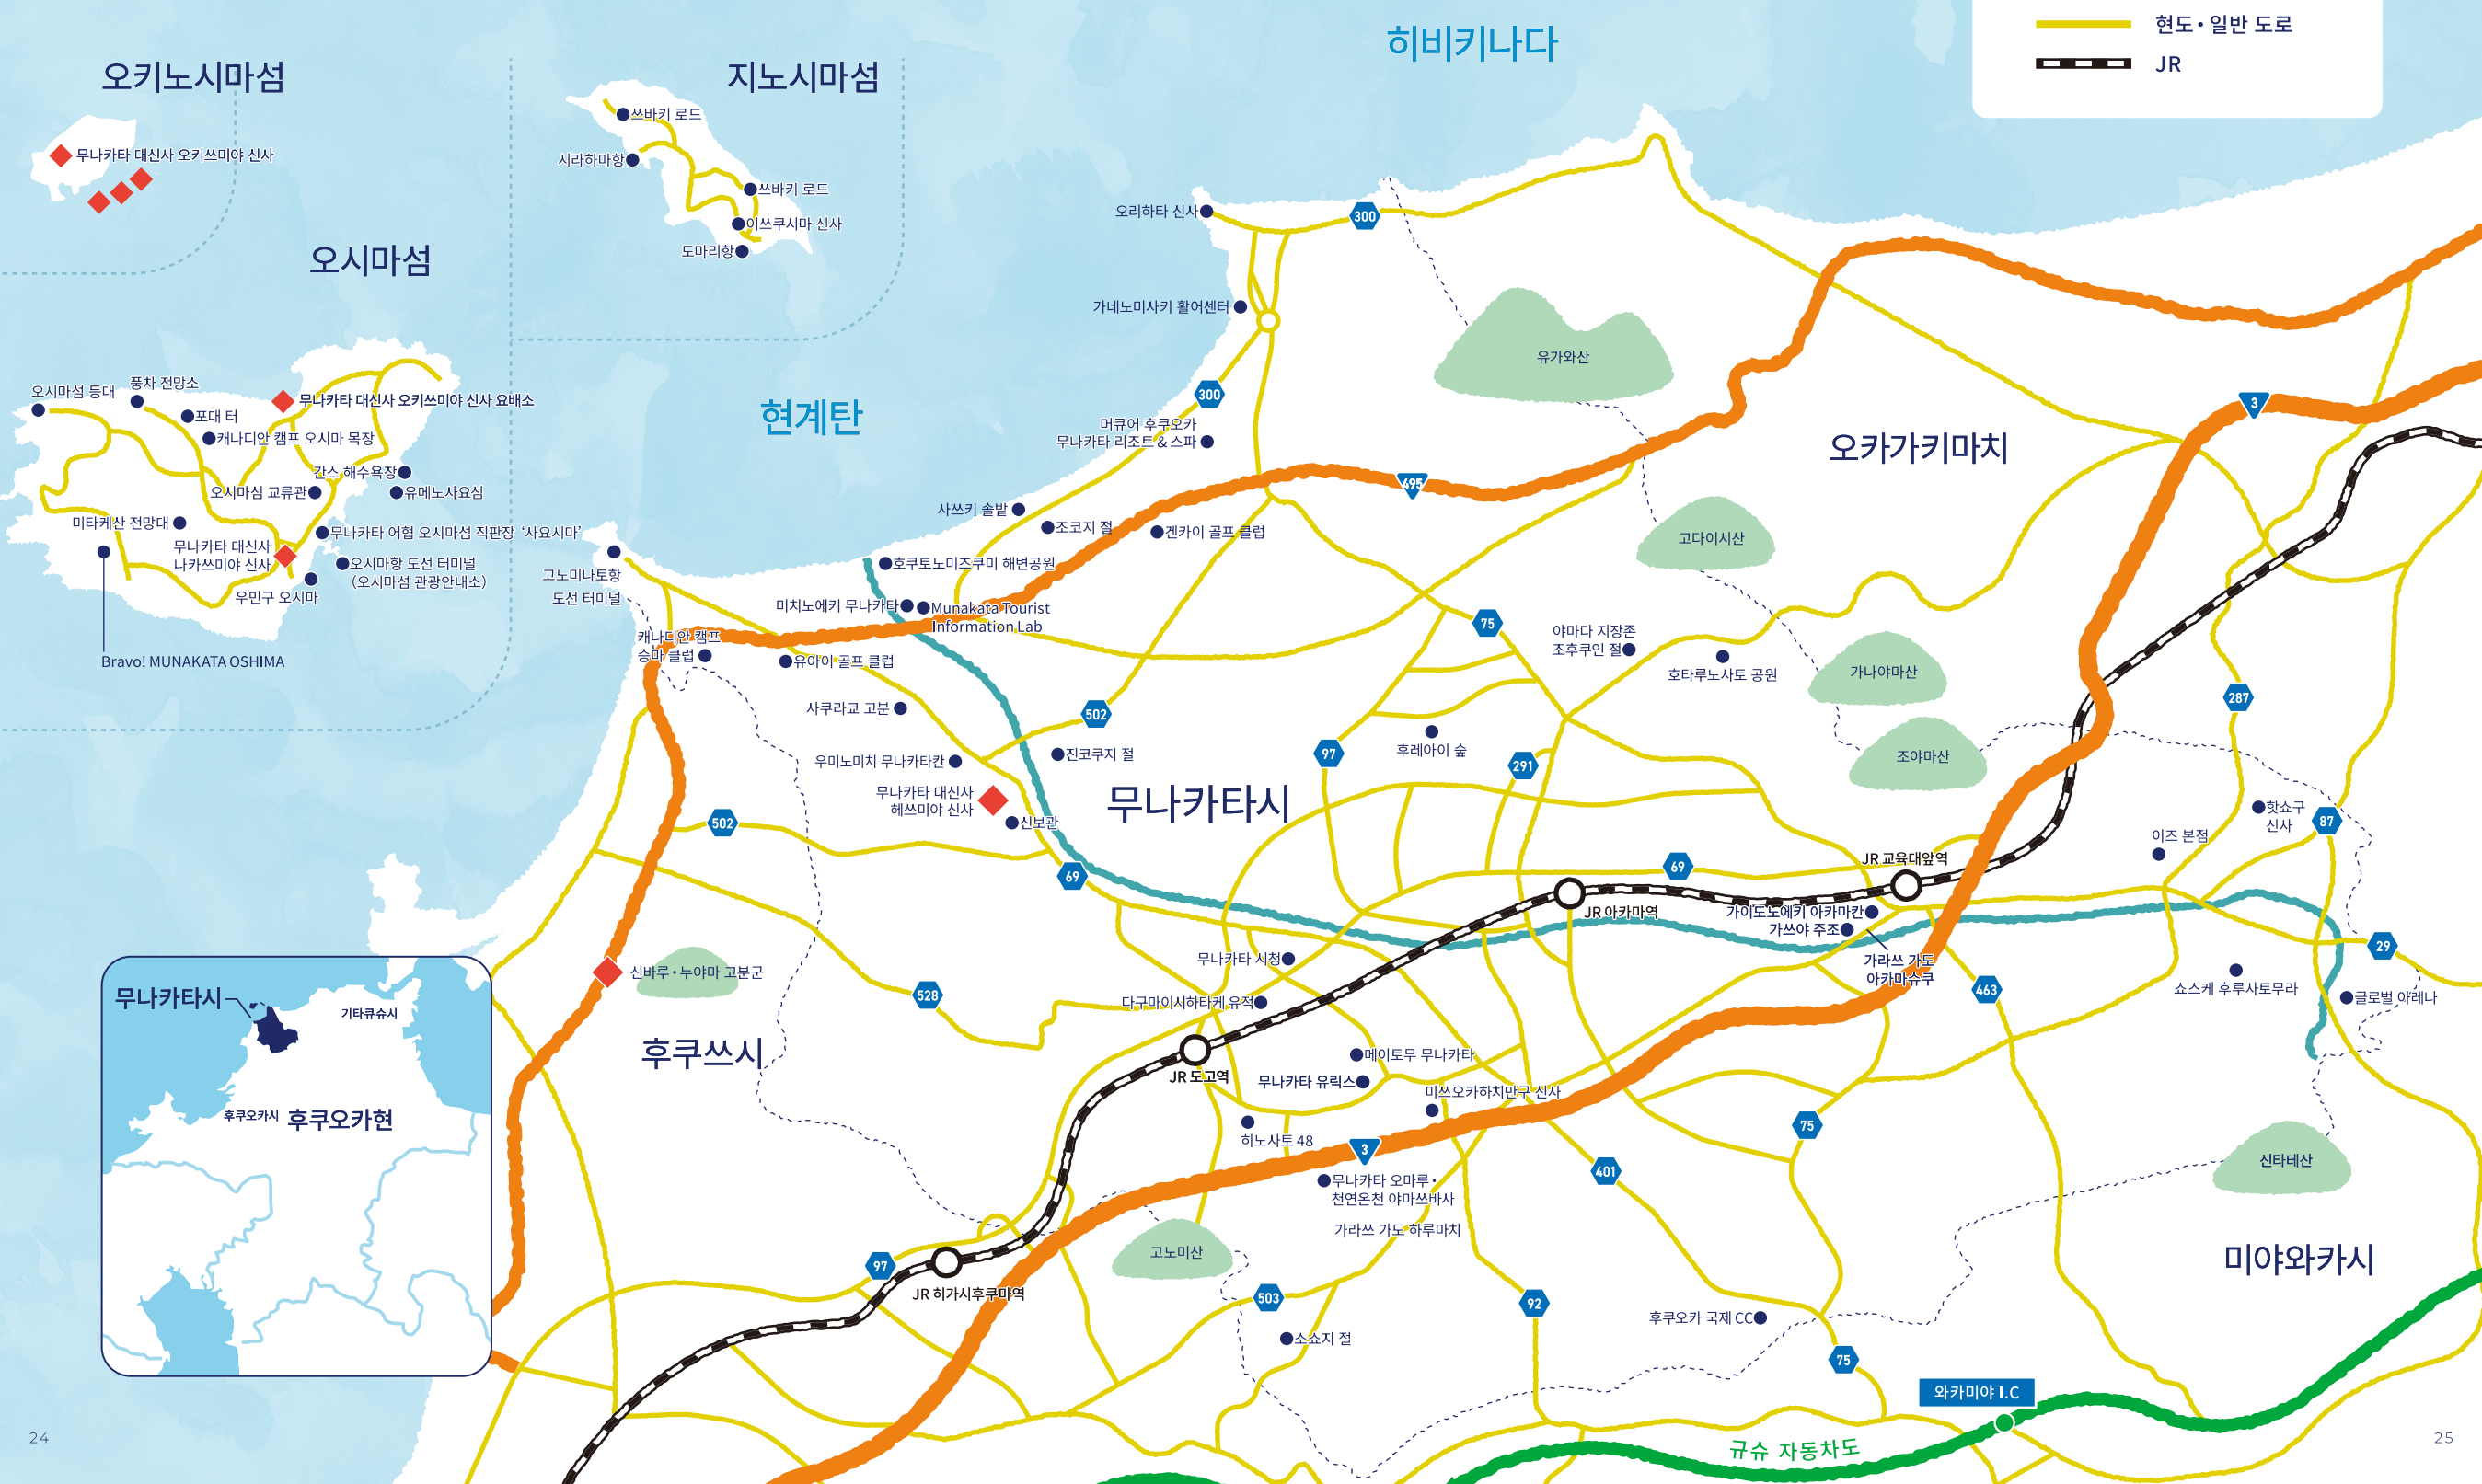 현도·일반 도로
JR
히비키나다
오키노시마섬
무나카타 대신사 오키쓰미야 신사
지노시마섬
쓰바키 로드
시라하마항
쓰바키 로드
이쓰쿠시마 신사
도마리항
오시마섬
오시마섬 등대
풍차 전망소
포대 터
무나카타 대신사 오키쓰미야 신사 요배소
캐나디안 캠프 오시마 목장
간스 해수욕장
오시마섬 교류관
유메노사요섬
미타케산 전망대
무나카타 어협 오시마섬 직판장 ‘사요시마’
무나카타 대신사
나카쓰미야 신사
오시마항 도선 터미널
(오시마섬 관광안내소)
우민구 오시마
Bravo! MUNAKATA OSHIMA
현계탄
오리하타 신사
300
가네노미사키 활어센터
300
머큐어 후쿠오카
무나카타 리조트 & 스파
유가와산
495
오카가키마치
3
사쓰키 솔밭
조코지 절
겐카이 골프 클럽
고다이시산
호쿠토노미즈쿠미 해변공원
고노미나토항
도선 터미널
미치노에키 무나카타
Munakata Tourist
Information Lab
캐나디안 캠프
승마 클럽
유아이 골프 클럽
75
야마다 지장존
조후쿠인 절
호타루노사토 공원
가나야마산
287
사쿠라쿄 고분
502
진코쿠지 절
우미노미치 무나카타칸
97
후레아이 숲
291
조야마산
무나카타 대신사
헤쓰미야 신사
신보관
무나카타시
502
핫쇼구
신사
87
이즈 본점
69
69
JR 교육대앞역
JR 아카마역
가이도노에키 아카마칸
가쓰야 주조
가라쓰 가도
아카마슈쿠
29
무나카타 시청
신바루·누야마 고분군
528
다구마이시하타케 유적
463
쇼스케 후루사토무라
글로벌 아레나
후쿠쓰시
JR 도고역
메이토무 무나카타
무나카타 유릭스
미쓰오카하치만구 신사
히노사토 48
3
75
401
무나카타 오마루·
천연온천 야마쓰바사
가라쓰 가도 하루마치
신타테산
고노미산
미야와카시
97
JR 히가시후쿠마역
503
92
후쿠오카 국제 CC
소쇼지 절
75
와카미야 I.C
규슈 자동차도
무나카타시
기타큐슈시
후쿠오카시
후쿠오카현
24
25